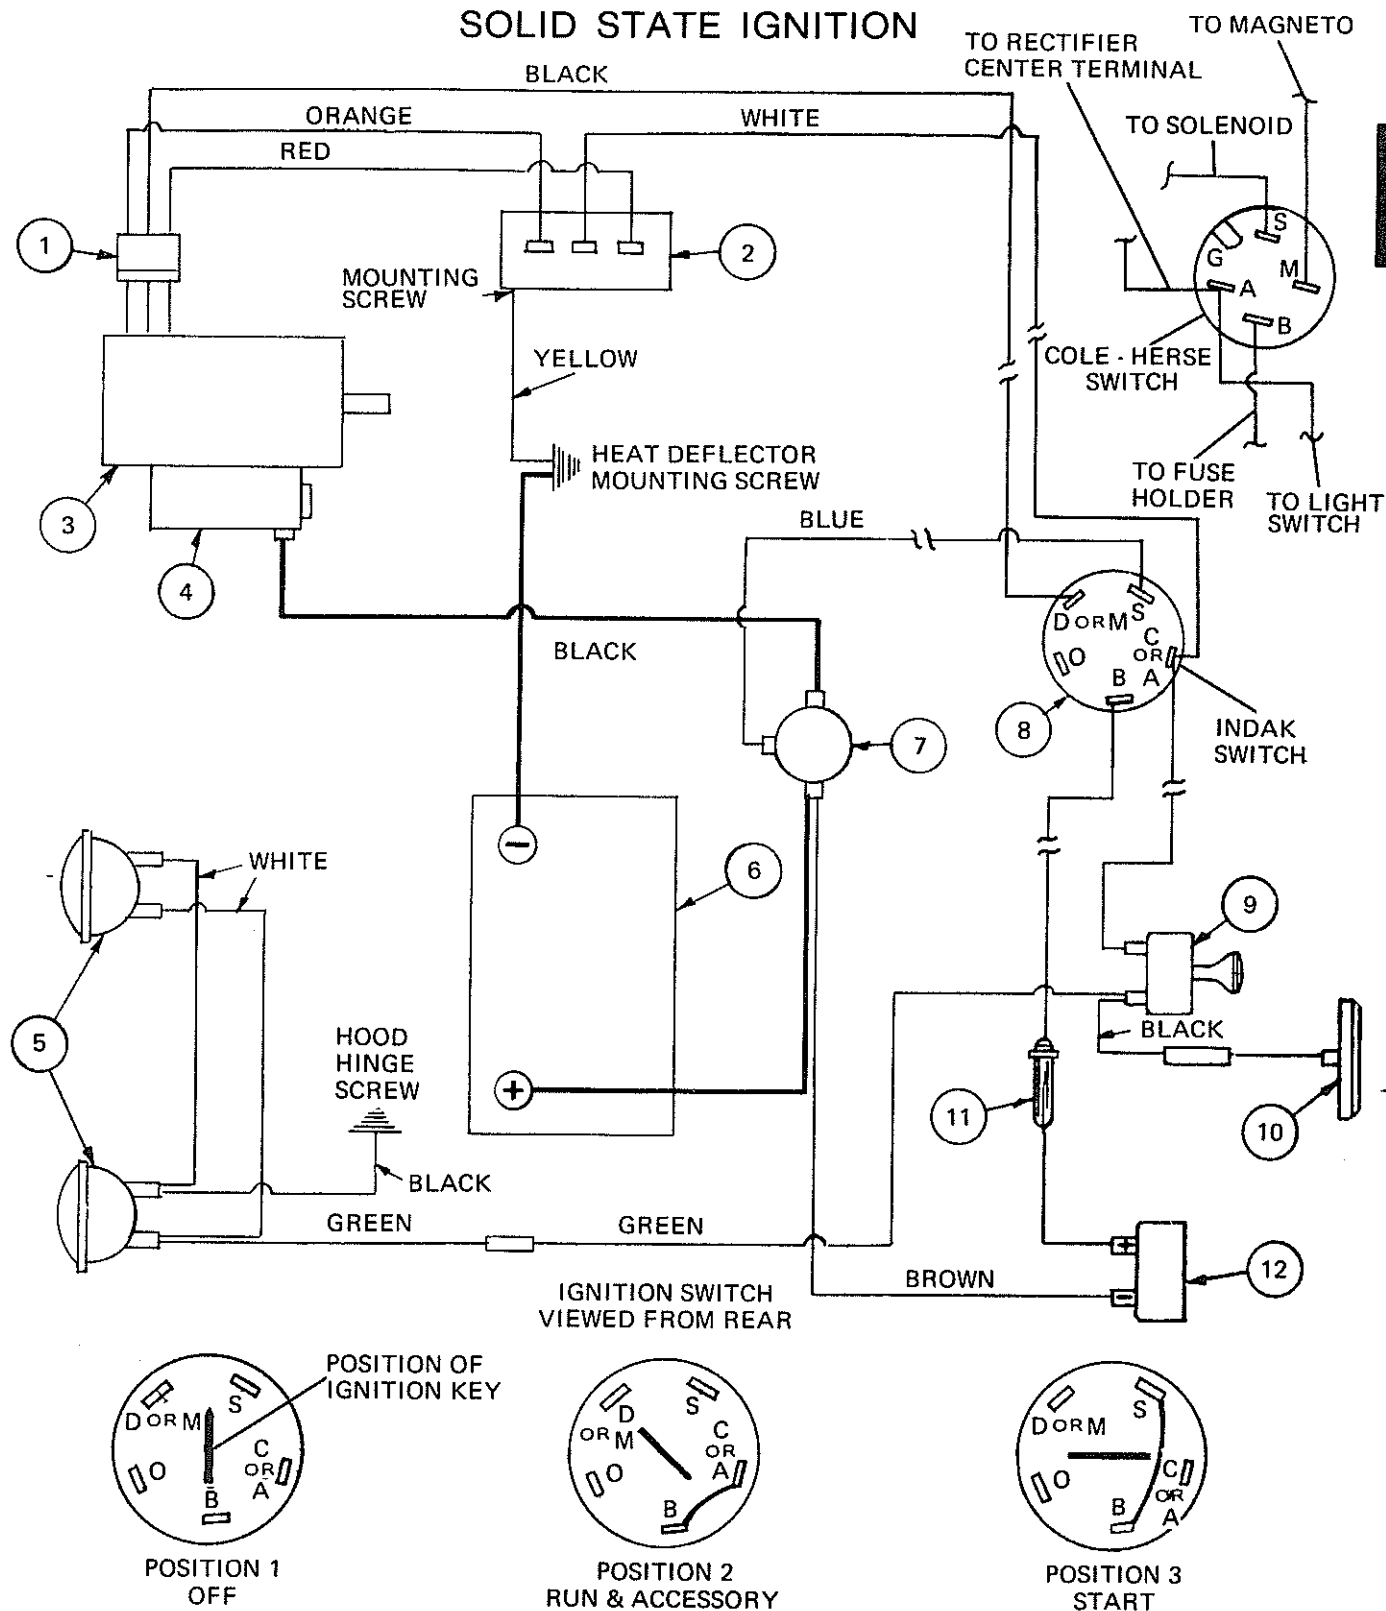 SOLID STATE IGNITION
TO MAGNETO
TO RECTIFIER
CENTER TERMINAL
BLACK
ORANGE
WHITE
TO SOLENOID
RED
1
2
S
G
M
A
B
MOUNTING
SCREW
YELLOW
COLE - HERSE
SWITCH
HEAT DEFLECTOR
MOUNTING SCREW
TO FUSE
HOLDER
TO LIGHT
SWITCH
3
BLUE
4
D OR M
S
C
OR
A
O
B
BLACK
7
8
INDAK
SWITCH
−
WHITE
6
9
5
HOOD
HINGE
SCREW
BLACK
+
11
10
BLACK
GREEN
GREEN
+
12
BROWN
−
IGNITION SWITCH
VIEWED FROM REAR
POSITION OF
IGNITION KEY
D OR M
S
C
OR
A
O
B
POSITION 1
OFF
D
OR M
S
C
OR
A
O
B
POSITION 2
RUN & ACCESSORY
D OR M
S
C
OR
A
O
B
POSITION 3
START